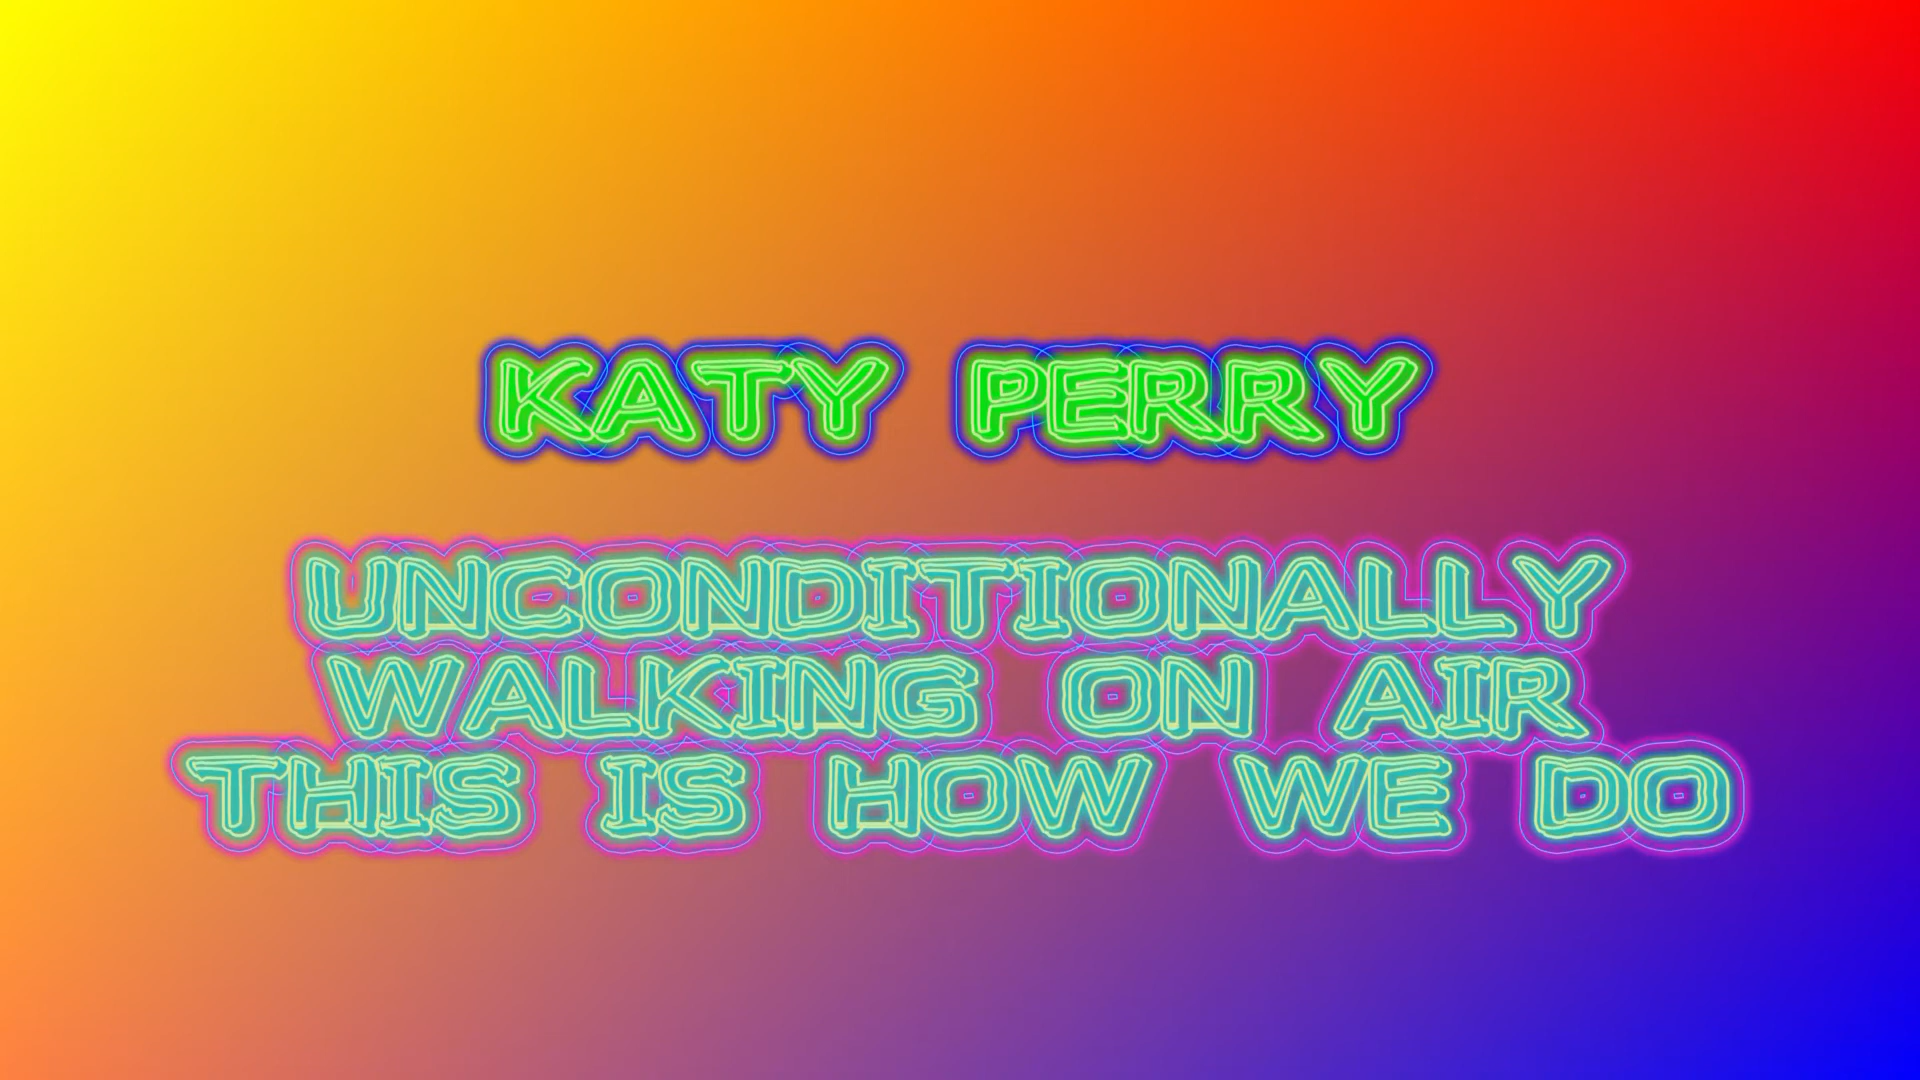 KATY PERRY
UNCONDITIONALLY
WALKING ON AIR
THIS IS HOW WE DO